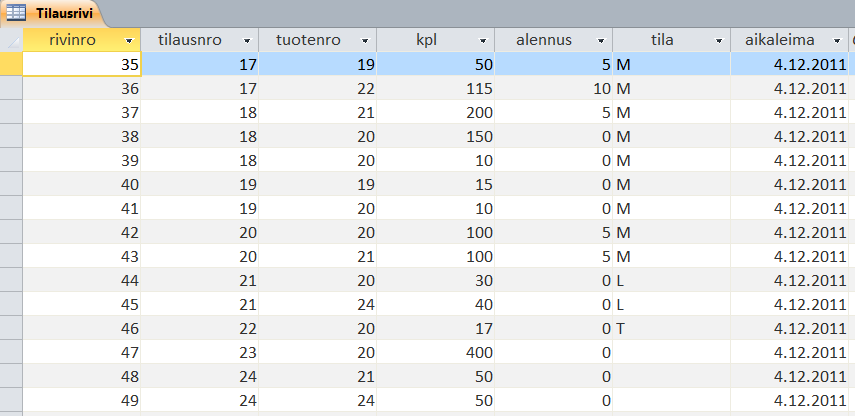 Tilausrivi
rivinro tilausnro tuotenro kpl alennus tila aikaleima
35 17 19 50 5 M 4.12.2011
36 17 22 115 10 M 4.12.2011
37 18 21 200 5 M 4.12.2011
38 18 20 150 0 M 4.12.2011
39 18 20 10 0 M 4.12.2011
40 19 19 15 0 M 4.12.2011
41 19 20 10 0 M 4.12.2011
42 20 20 100 5 M 4.12.2011
43 20 21 100 5 M 4.12.2011
44 21 20 30 0 L 4.12.2011
45 21 24 40 0 L 4.12.2011
46 22 20 17 0 T 4.12.2011
47 23 20 400 0 4.12.2011
48 24 21 50 0 4.12.2011
49 24 24 50 0 4.12.2011